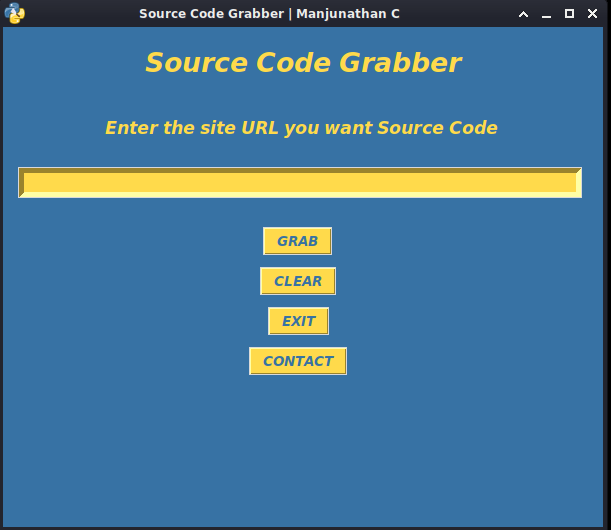 Source Code Grabber | Manjunathan C
Source Code Grabber
Enter the site URL you want Source Code
GRAB
CLEAR
EXIT
CONTACT